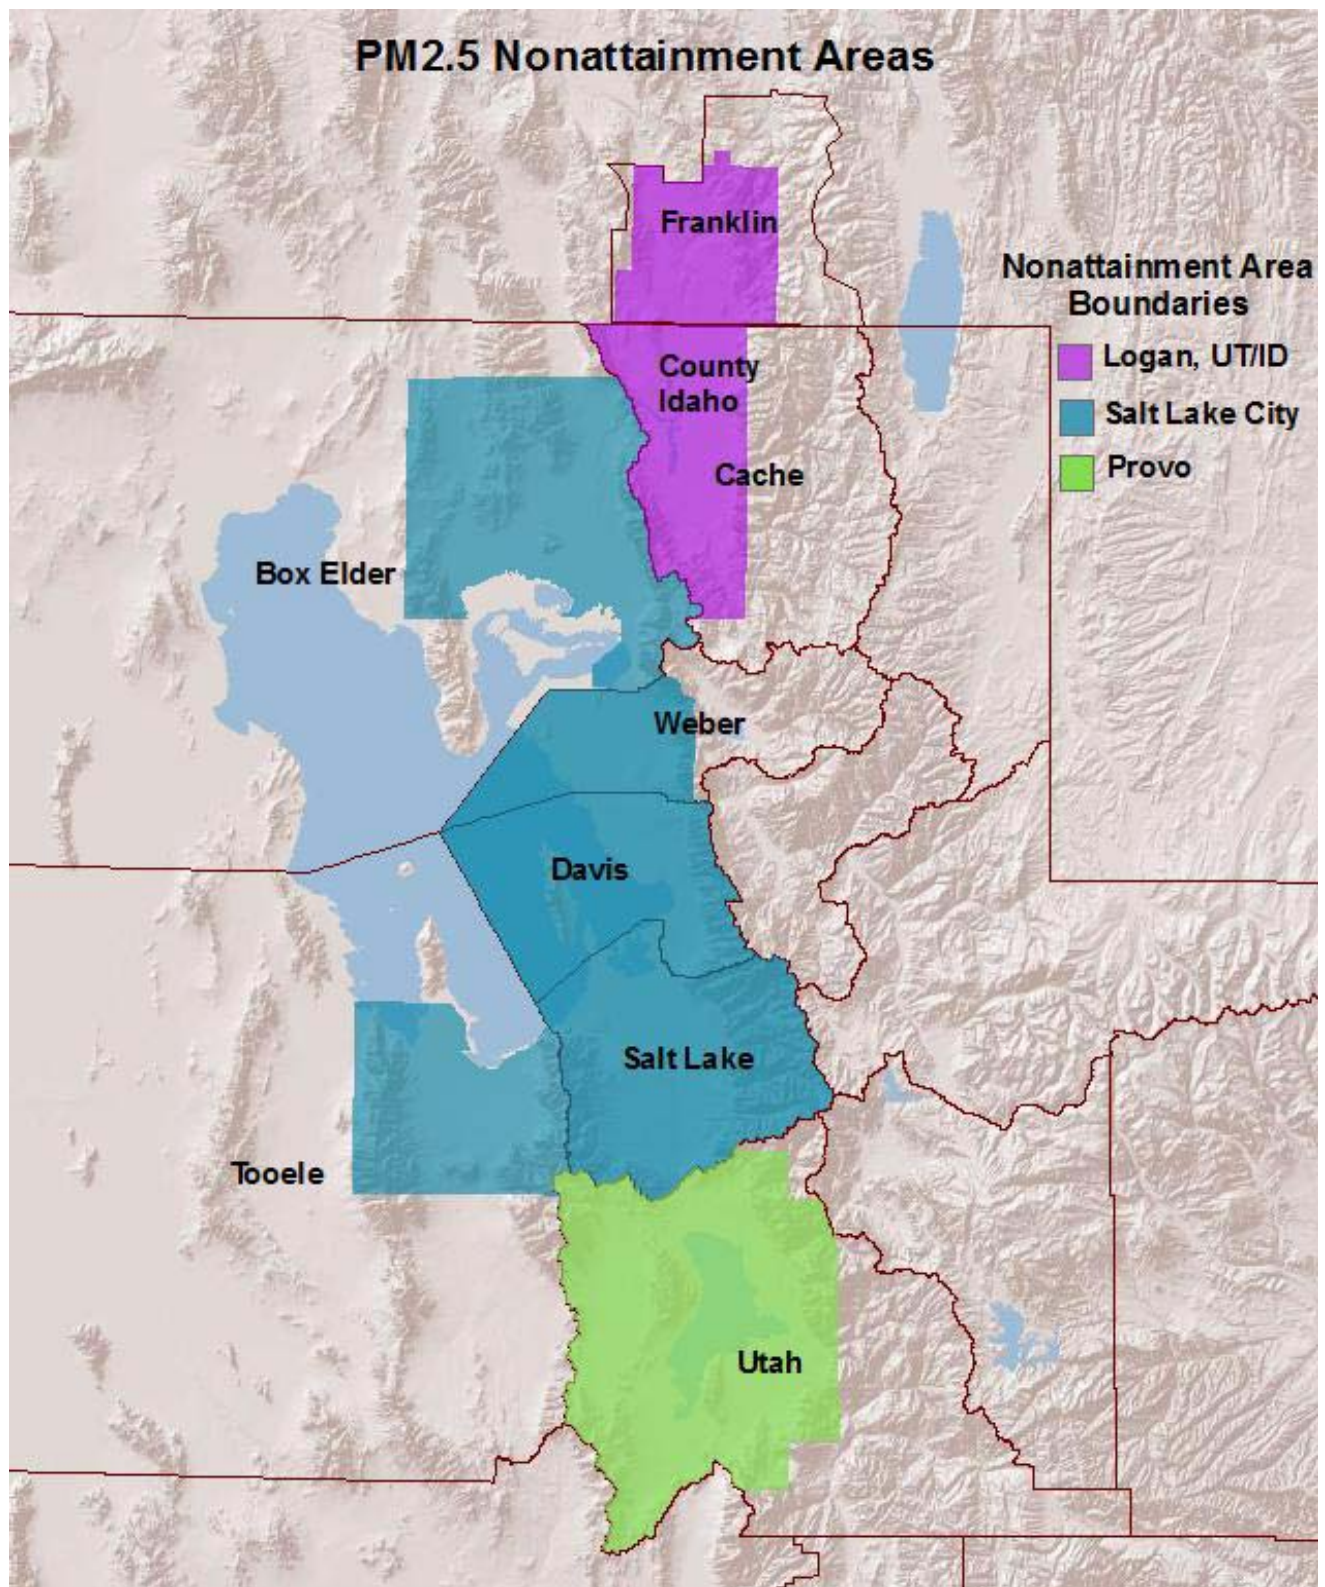 PM2.5 Nonattainment Areas
Franklin
Nonattainment Area
Boundaries
Logan, UT/ID
Salt Lake City
Provo
County
Idaho
Cache
Box Elder
Weber
Davis
Salt Lake
Tooele
Utah